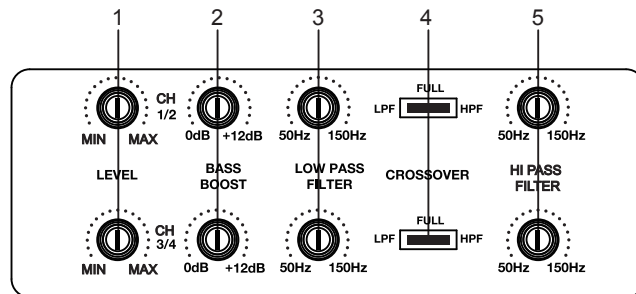 1 2 3 4 5
FULL
CH
1/2
LPF HPF
MIN MAX 0dB +12dB 50Hz 150Hz 50Hz 150Hz
LEVEL
BASS
BOOST
LOW PASS
FILTER
CROSSOVER
HI PASS
FILTER
FULL
CH
3/4
LPF HPF
MIN MAX 0dB +12dB 50Hz 150Hz 50Hz 150Hz